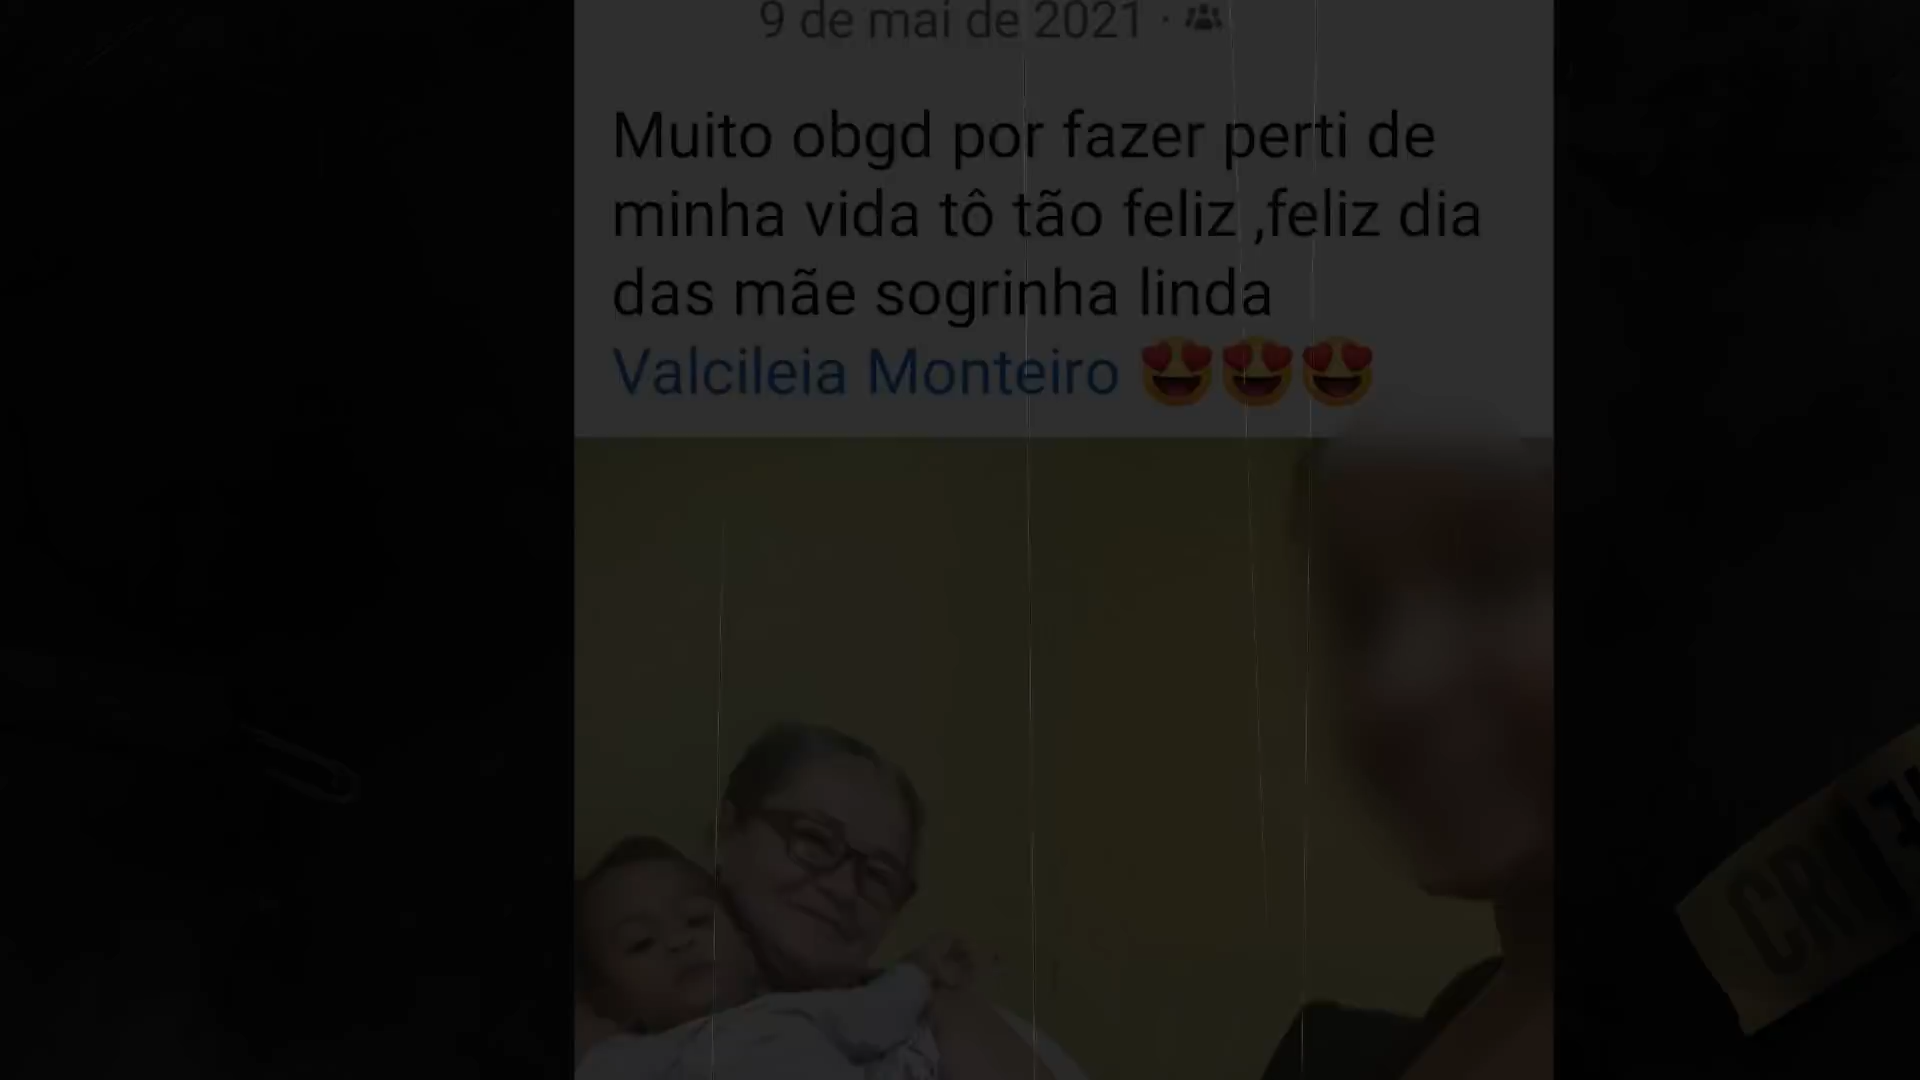 9 de mai de 2021 ·
Muito obgd por fazer perti de
minha vida tô tão feliz ,feliz dia
das mãe sogrinha linda
Valcileia Monteiro 😍😍😍